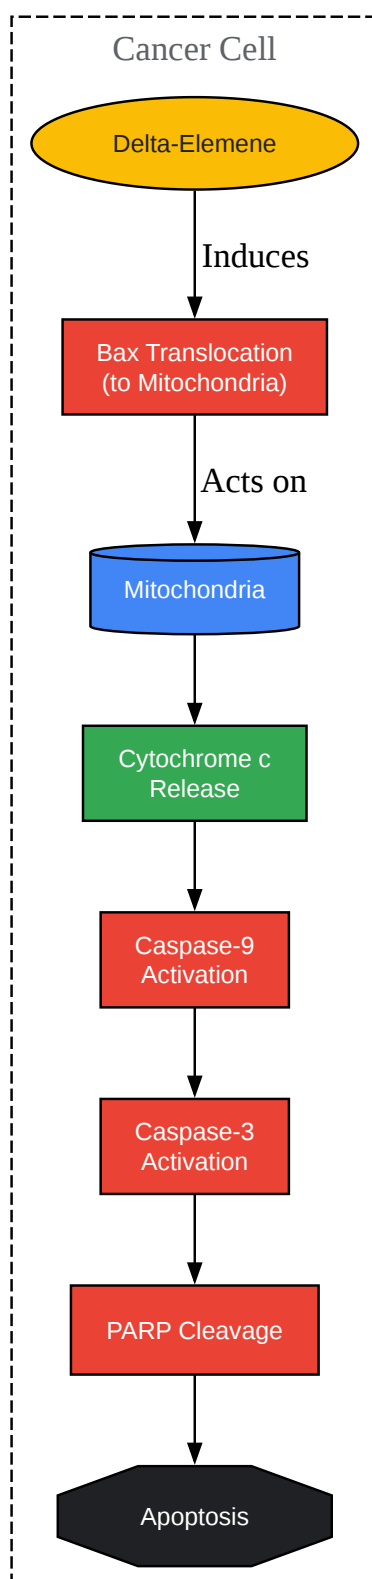 Cancer Cell
Delta-Elemene
Induces
Bax Translocation
(to Mitochondria)
Acts on
Mitochondria
Cytochrome c
Release
Caspase-9
Activation
Caspase-3
Activation
PARP Cleavage
Apoptosis